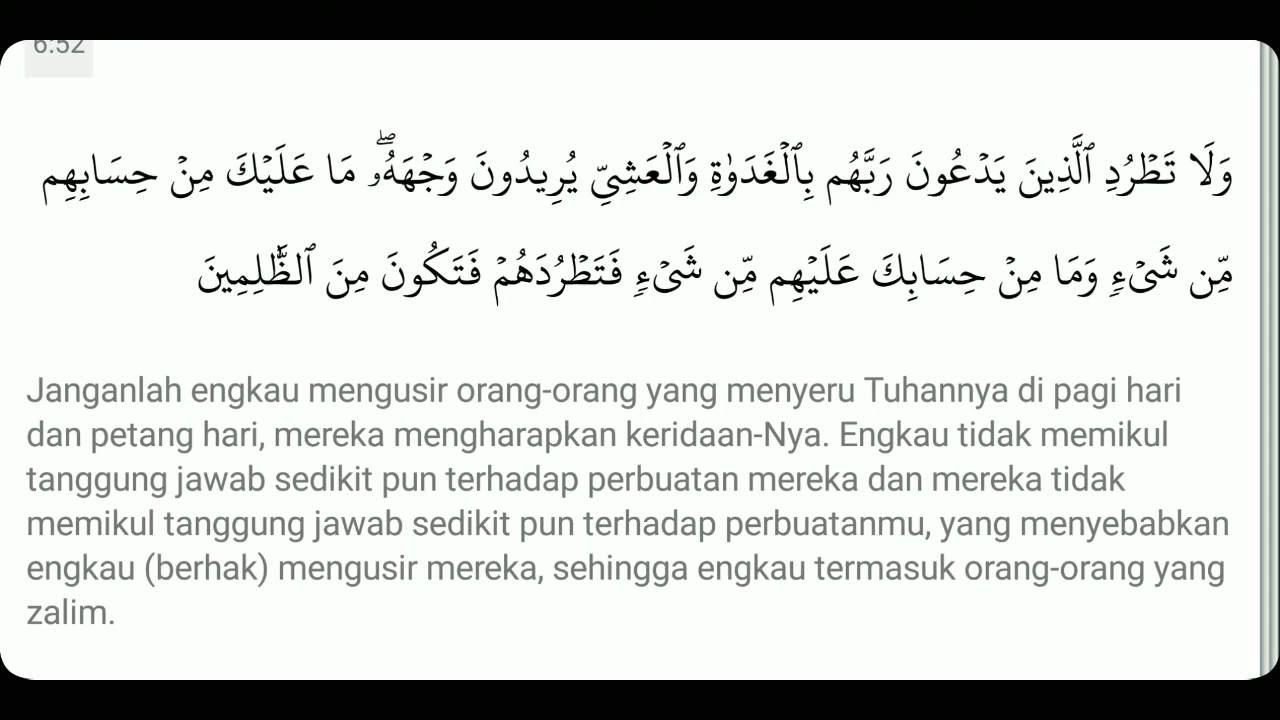 6:52
وَلَا تَطۡرُدِ ٱلَّذِينَ يَدۡعُونَ رَبَّهُم بِٱلۡغَدَوٰةِ وَٱلۡعَشِيِّ يُرِيدُونَ وَجۡهَهُۥۖ مَا عَلَيۡكَ مِنۡ حِسَابِهِم
مِّن شَيۡءٖ وَمَا مِنۡ حِسَابِكَ عَلَيۡهِم مِّن شَيۡءٖ فَتَطۡرُدَهُمۡ فَتَكُونَ مِنَ ٱلظَّٰلِمِينَ
Janganlah engkau mengusir orang-orang yang menyeru Tuhannya di pagi hari
dan petang hari, mereka mengharapkan keridaan-Nya. Engkau tidak memikul
tanggung jawab sedikit pun terhadap perbuatan mereka dan mereka tidak
memikul tanggung jawab sedikit pun terhadap perbuatanmu, yang menyebabkan
engkau (berhak) mengusir mereka, sehingga engkau termasuk orang-orang yang
zalim.